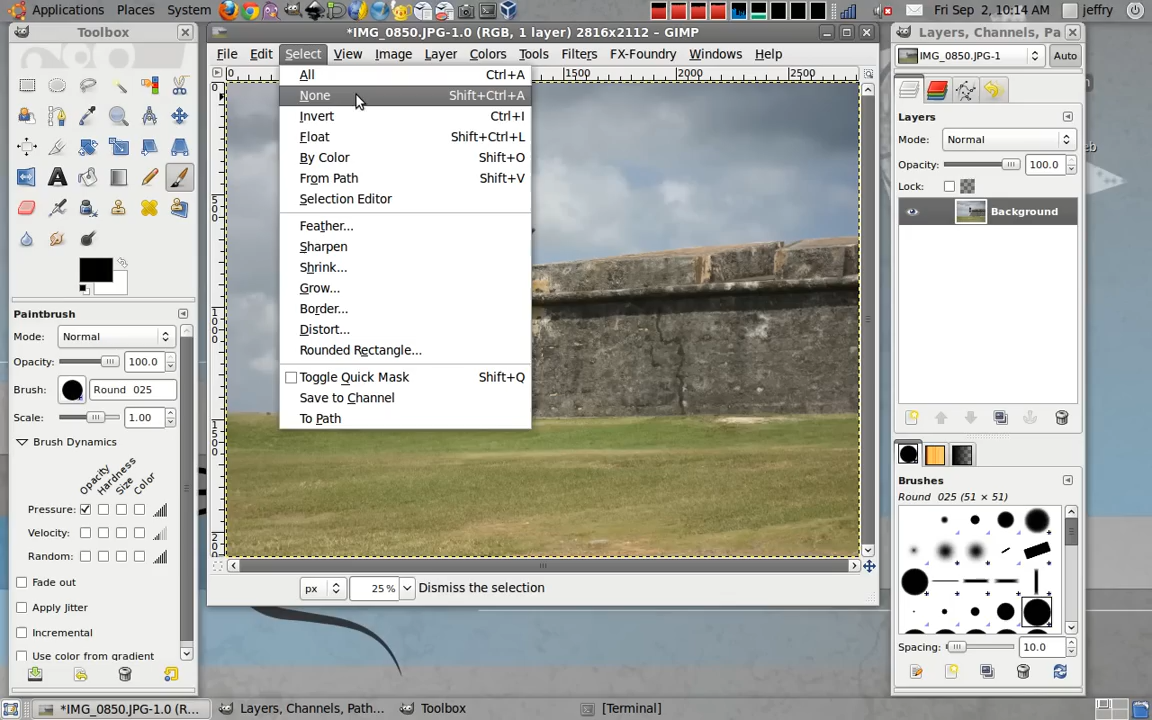 Applications Places System
Fri Sep 2, 10:14 AM jeffry
Toolbox
*IMG_0850.JPG-1.0 (RGB, 1 layer) 2816x2112 – GIMP
Layers, Channels, Pa
File Edit Select View Image Layer Colors Tools Filters FX-Foundry Windows Help
IMG_0850.JPG-1 Auto
0 1500 2000 2500
All Ctrl+A
None Shift+Ctrl+A
Invert Ctrl+I
Float Shift+Ctrl+L
By Color Shift+O
From Path Shift+V
Selection Editor
Feather...
Sharpen
Shrink...
Grow...
Border...
Distort...
Rounded Rectangle...
Toggle Quick Mask Shift+Q
Save to Channel
To Path
0
500
1000
1500
Layers
Mode: Normal
Opacity: 100.0
Lock:
Background
Paintbrush
Mode: Normal
Opacity: 100.0
Brush: Round 025
Scale: 1.00
Brush Dynamics
Opacity Hardness Size Color
Pressure:
Velocity:
Random:
Fade out
Apply Jitter
Incremental
Use color from gradient
Brushes
Round 025 (51 × 51)
Spacing: 10.0
px 25 % Dismiss the selection
*IMG_0850.JPG-1.0 (R... Layers, Channels, Path... Toolbox [Terminal]